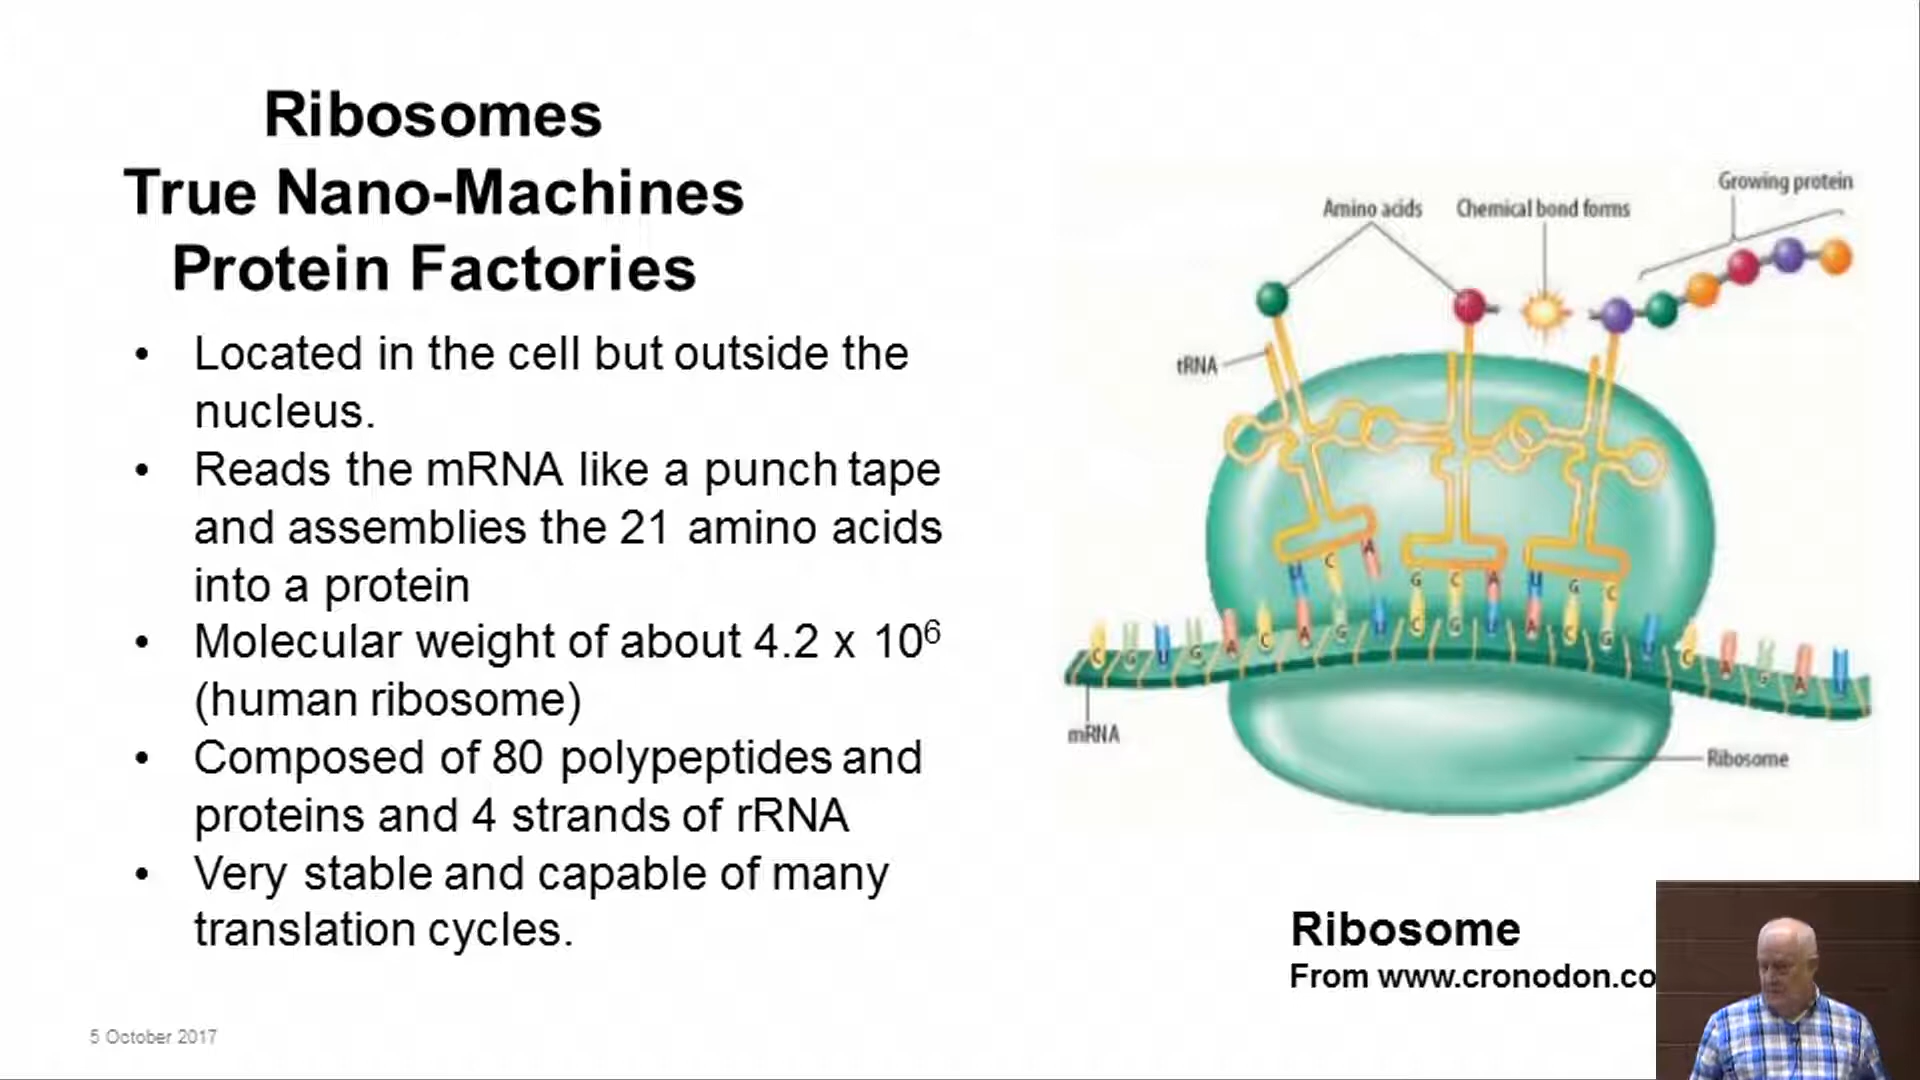 Ribosomes
True Nano-Machines
Protein Factories
• Located in the cell but outside the
nucleus.
• Reads the mRNA like a punch tape
and assemblies the 21 amino acids
into a protein
• Molecular weight of about 4.2 x 10⁶
(human ribosome)
• Composed of 80 polypeptides and
proteins and 4 strands of rRNA
• Very stable and capable of many
translation cycles.
5 October 2017
Growing protein
Amino acids
Chemical bond forms
tRNA
U C A G C A U G C
C G U G A C A G U C G U A C G U C A G A U
mRNA
Ribosome
Ribosome
From www.cronodon.co